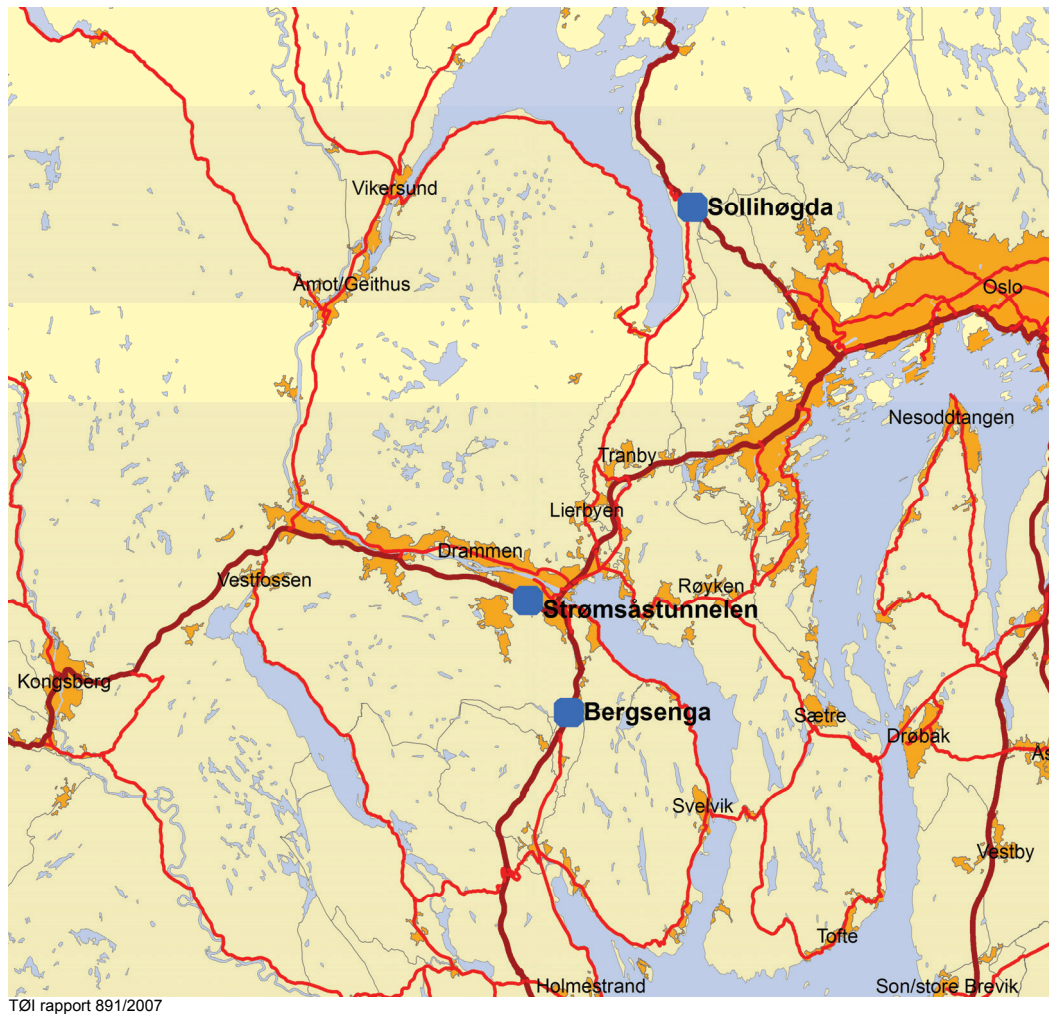 Vikersund
Sollihøgda
Åmot/Geithus
Oslo
Nesoddtangen
Tranby
Lierbyen
Drammen
Vestfossen
Røyken
Strømsåstunnelen
Kongsberg
Bergsenga
Sætre
Drøbak
Ås
Svelvik
Vestby
Tofte
Holmestrand
Son/store Brevik
TØI rapport 891/2007